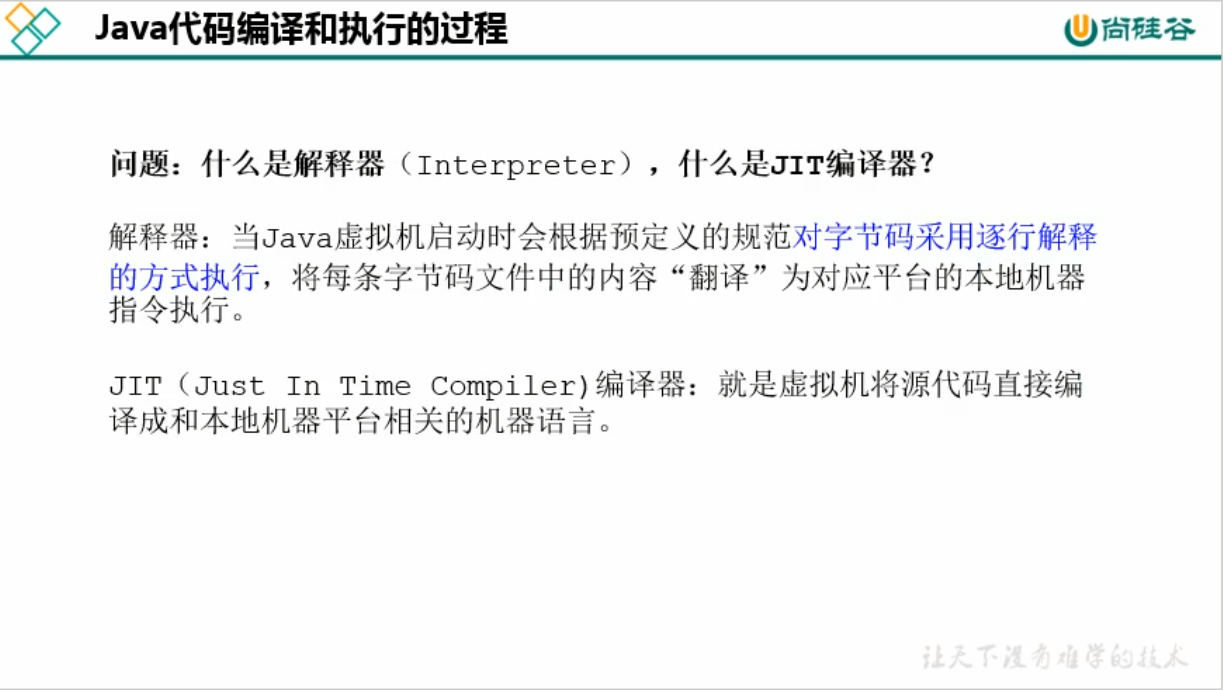 Java代码编译和执行的过程
尚硅谷
问题：什么是解释器（Interpreter），什么是JIT编译器？
解释器：当Java虚拟机启动时会根据预定义的规范对字节码采用逐行解释
的方式执行，将每条字节码文件中的内容“翻译”为对应平台的本地机器
指令执行。
JIT（Just In Time Compiler)编译器：就是虚拟机将源代码直接编
译成和本地机器平台相关的机器语言。
让天下没有难学的技术